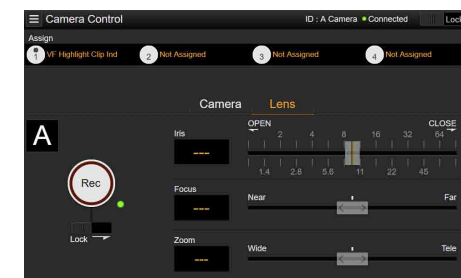 Camera Control
ID : A Camera Connected
Lock
Assign
1 VF Highlight Clip Ind
2 Not Assigned
3 Not Assigned
4 Not Assigned
Camera Lens
A
Rec
Lock
Iris
---
OPEN CLOSE
2 4 8 16 32 64
1.4 2.8 5.6 11 22 45
Focus
---
Near Far
Zoom
---
Wide Tele